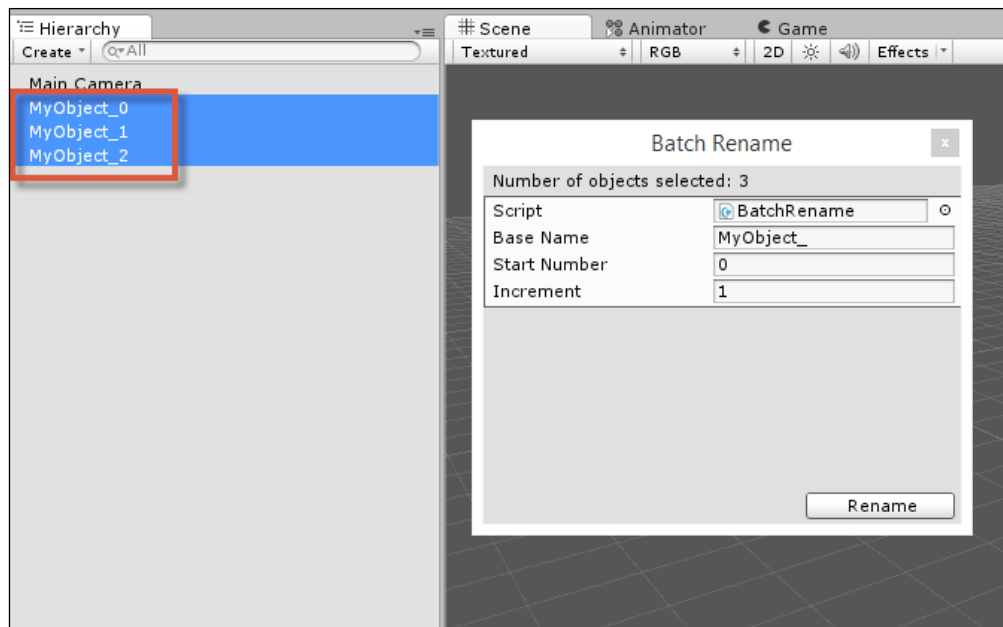 Hierarchy
Create All
Main Camera
MyObject_0
MyObject_1
MyObject_2
Scene Animator Game
Textured RGB 2D Effects
Batch Rename
x
Number of objects selected: 3
Script BatchRename
Base Name MyObject_
Start Number 0
Increment 1
Rename